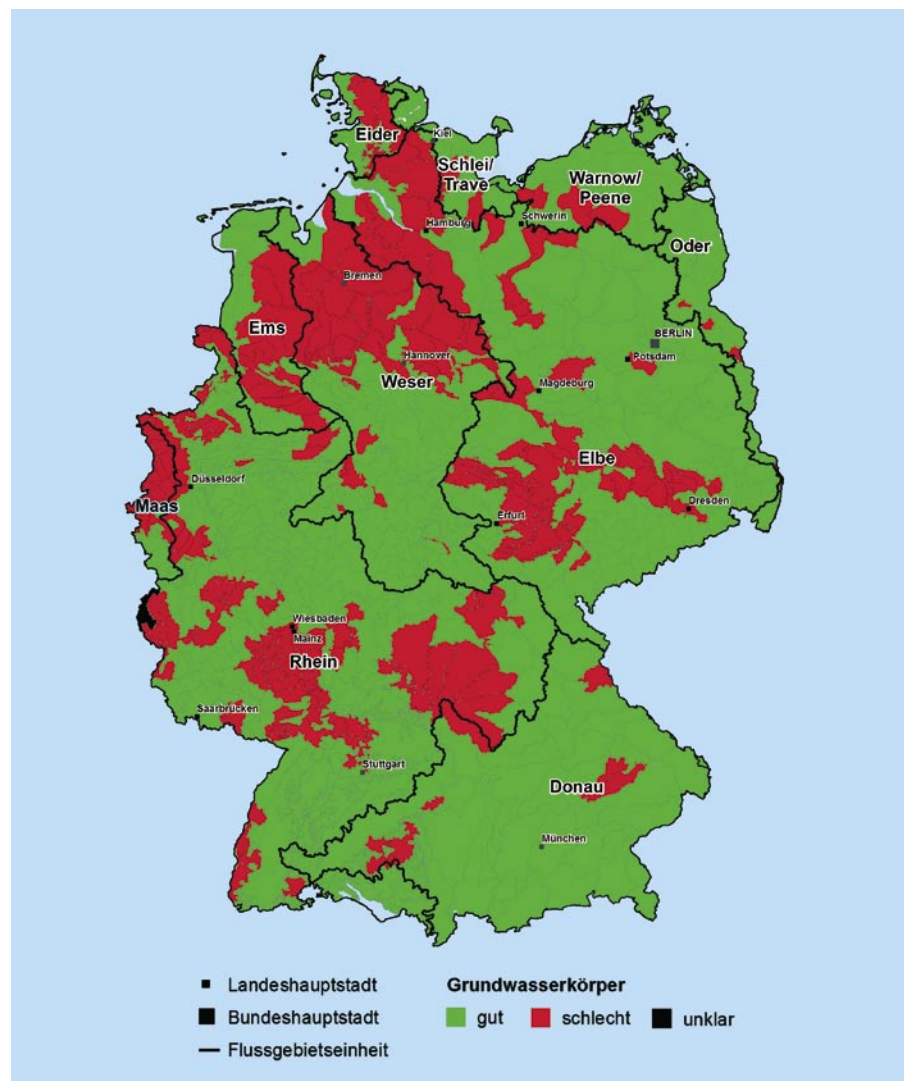 Eider
Kiel
Schlei/
Trave
Warnow/
Peene
Schwerin
Hamburg
Oder
Bremen
Ems
BERLIN
Hannover
Potsdam
Weser
Magdeburg
Elbe
Düsseldorf
Maas
Dresden
Erfurt
Wiesbaden
Mainz
Rhein
Saarbrücken
Stuttgart
Donau
München
Landeshauptstadt
Bundeshauptstadt
Flussgebietseinheit
Grundwasserkörper
gut schlecht unklar